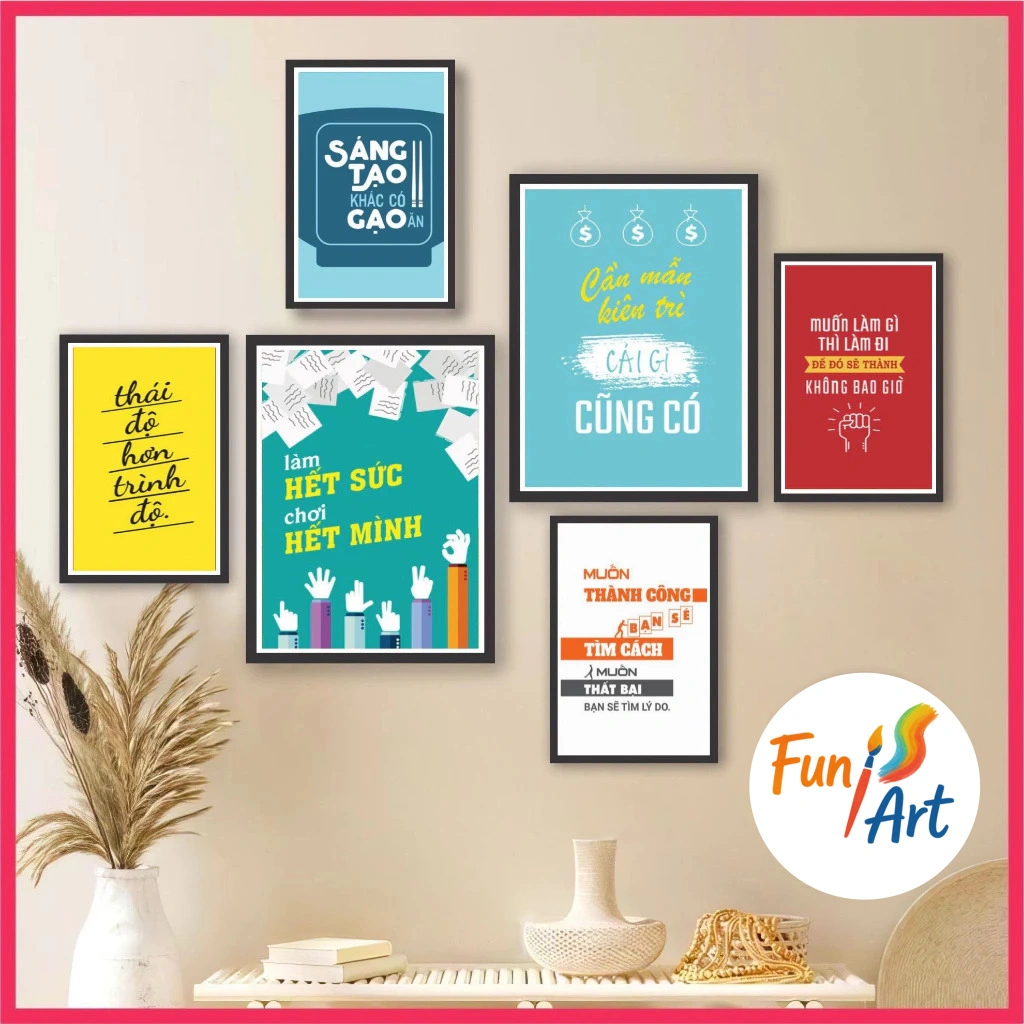 SÁNG
TẠO
KHẮC CÓ
GẠO ĂN
$ $ $
Cần mẫn
kiên trì
CÁI GÌ
CŨNG CÓ
MUỐN LÀM GÌ
THÌ LÀM ĐI
ĐỂ ĐÓ SẼ THÀNH
KHÔNG BAO GIỜ
thái
độ
hơn
trình
độ.
làm
HẾT SỨC
chơi
HẾT MÌNH
MUỐN
THÀNH CÔNG
BẠN SẼ
TÌM CÁCH
MUỐN
THẤT BẠI
BẠN SẼ TÌM LÝ DO.
Fun
Art